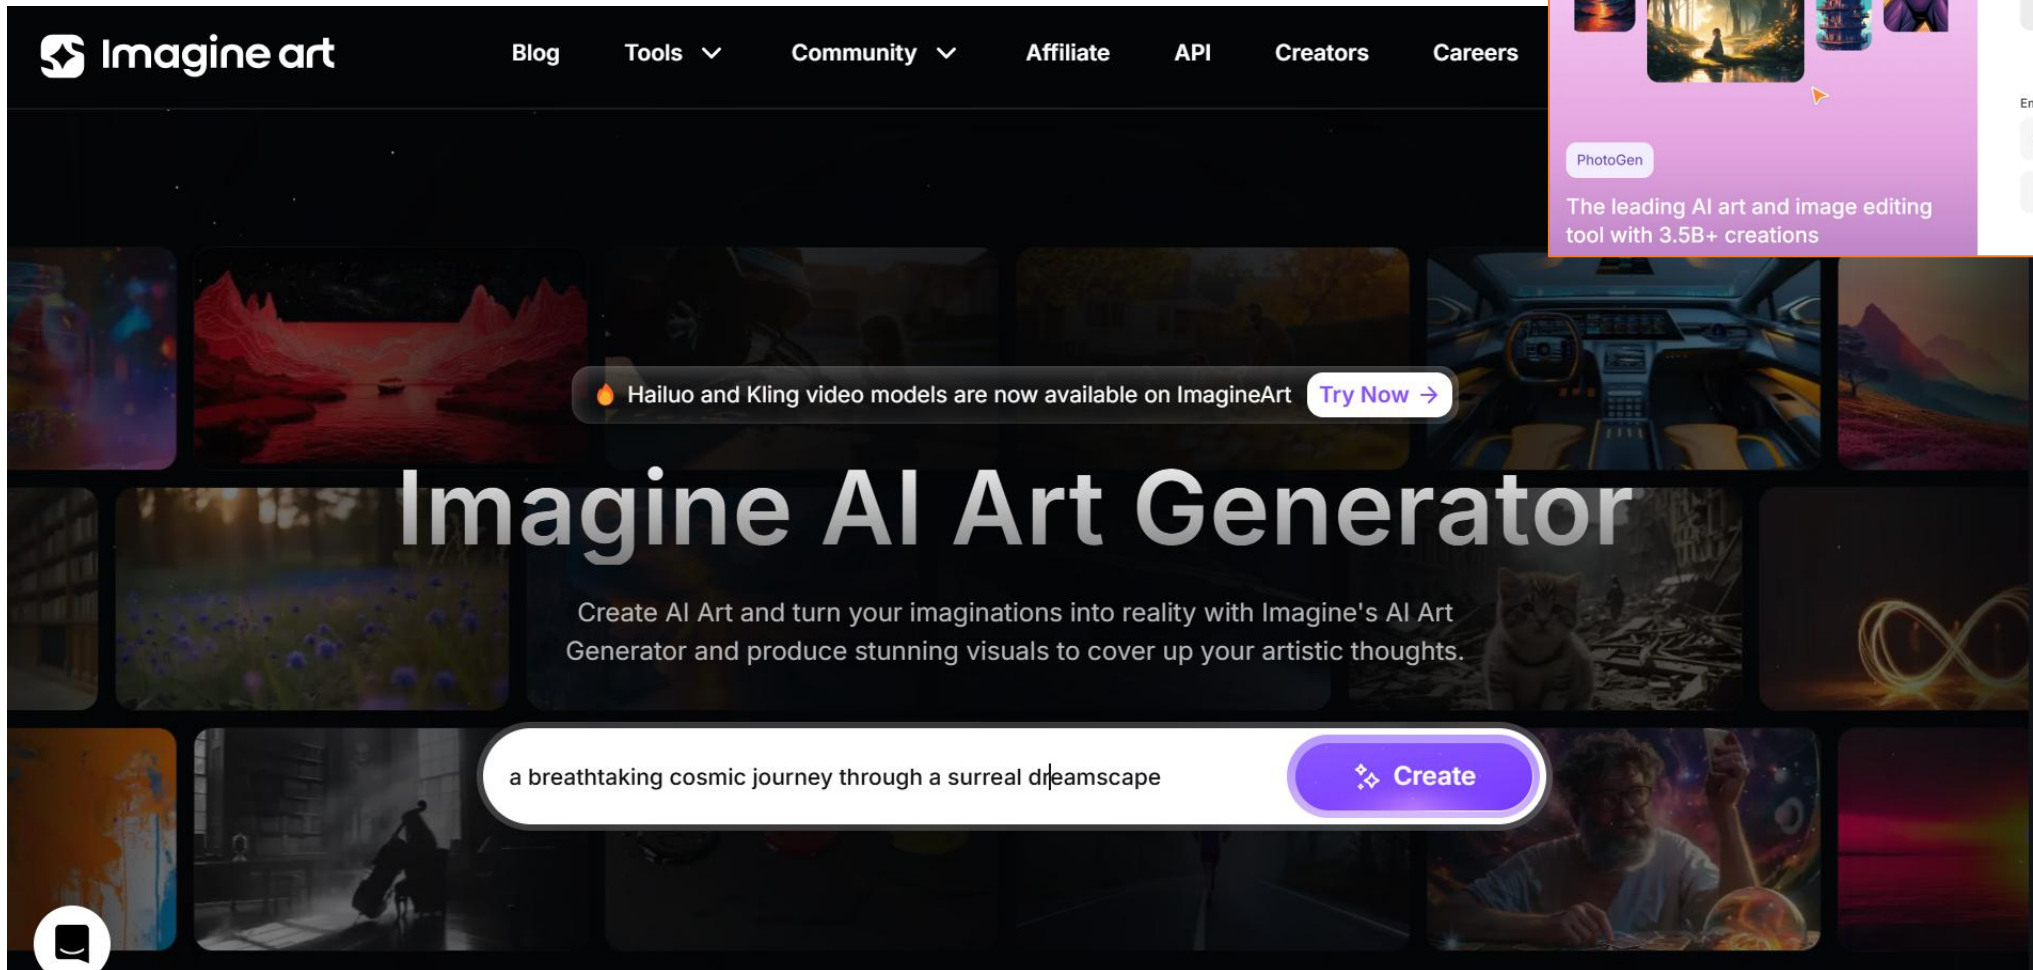 Imagine art
Blog
Tools
Community
Affiliate
API
Creators
Careers
PhotoGen
The leading AI art and image editing
tool with 3.5B+ creations
Hailuo and Kling video models are now available on ImagineArt
Try Now →
Imagine AI Art Generator
Create AI Art and turn your imaginations into reality with Imagine's AI Art
Generator and produce stunning visuals to cover up your artistic thoughts.
a breathtaking cosmic journey through a surreal dreamscape
Create